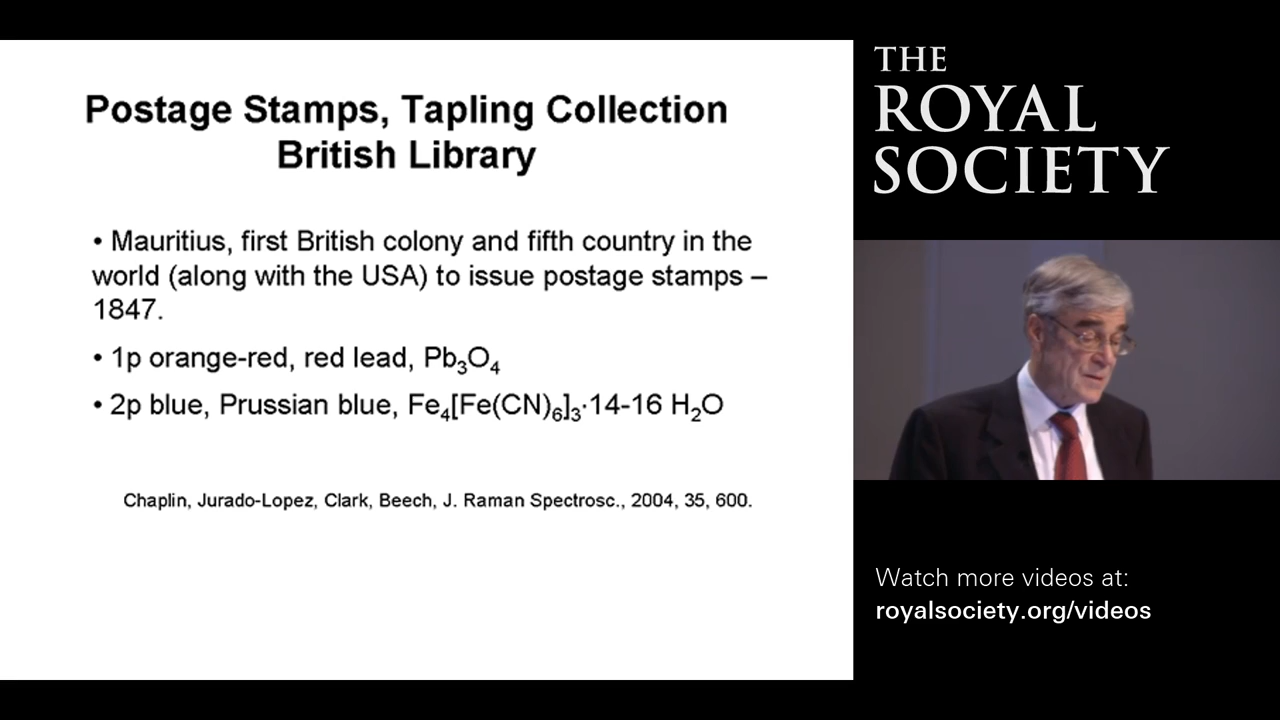 Postage Stamps, Tapling Collection
British Library
• Mauritius, first British colony and fifth country in the
world (along with the USA) to issue postage stamps –
1847.
• 1p orange-red, red lead, Pb₃O₄
• 2p blue, Prussian blue, Fe₄[Fe(CN)₆]₃·14-16 H₂O
Chaplin, Jurado-Lopez, Clark, Beech, J. Raman Spectrosc., 2004, 35, 600.
THE
ROYAL
SOCIETY
Watch more videos at:
royalsociety.org/videos